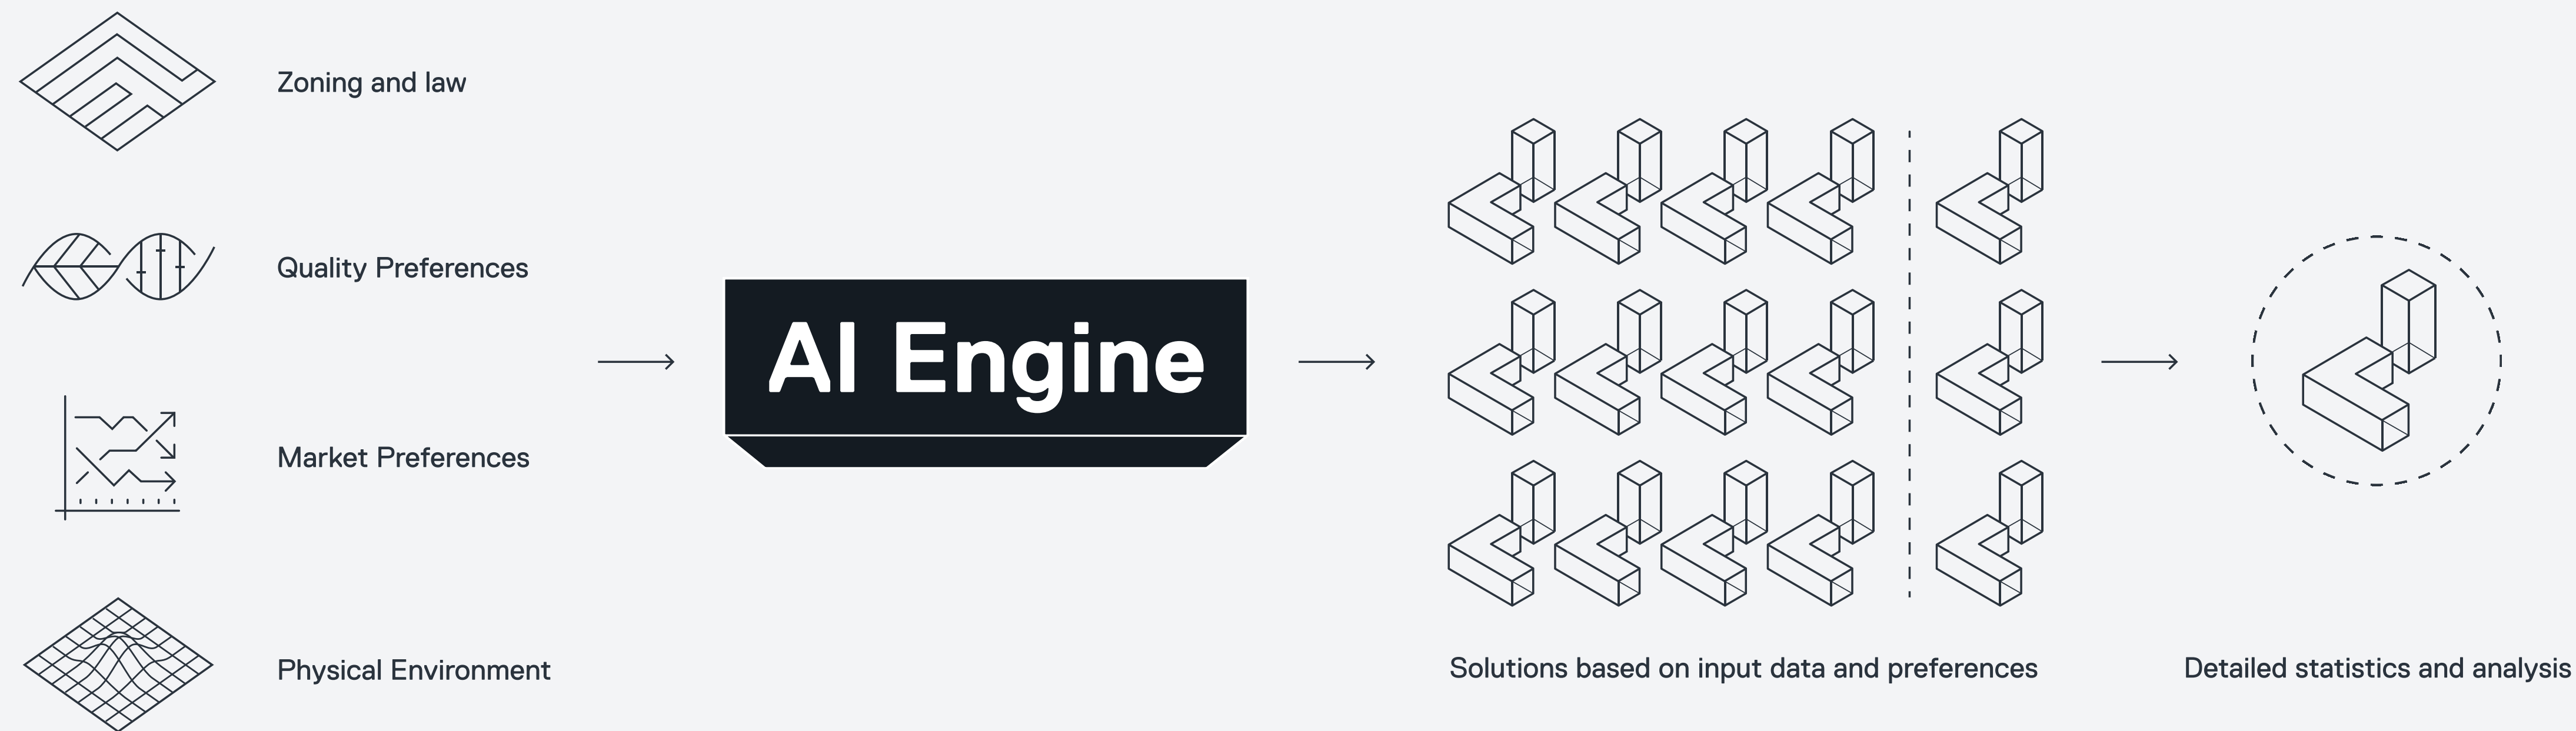 Zoning and law
Quality Preferences
Market Preferences
Physical Environment
AI Engine
Solutions based on input data and preferences
Detailed statistics and analysis